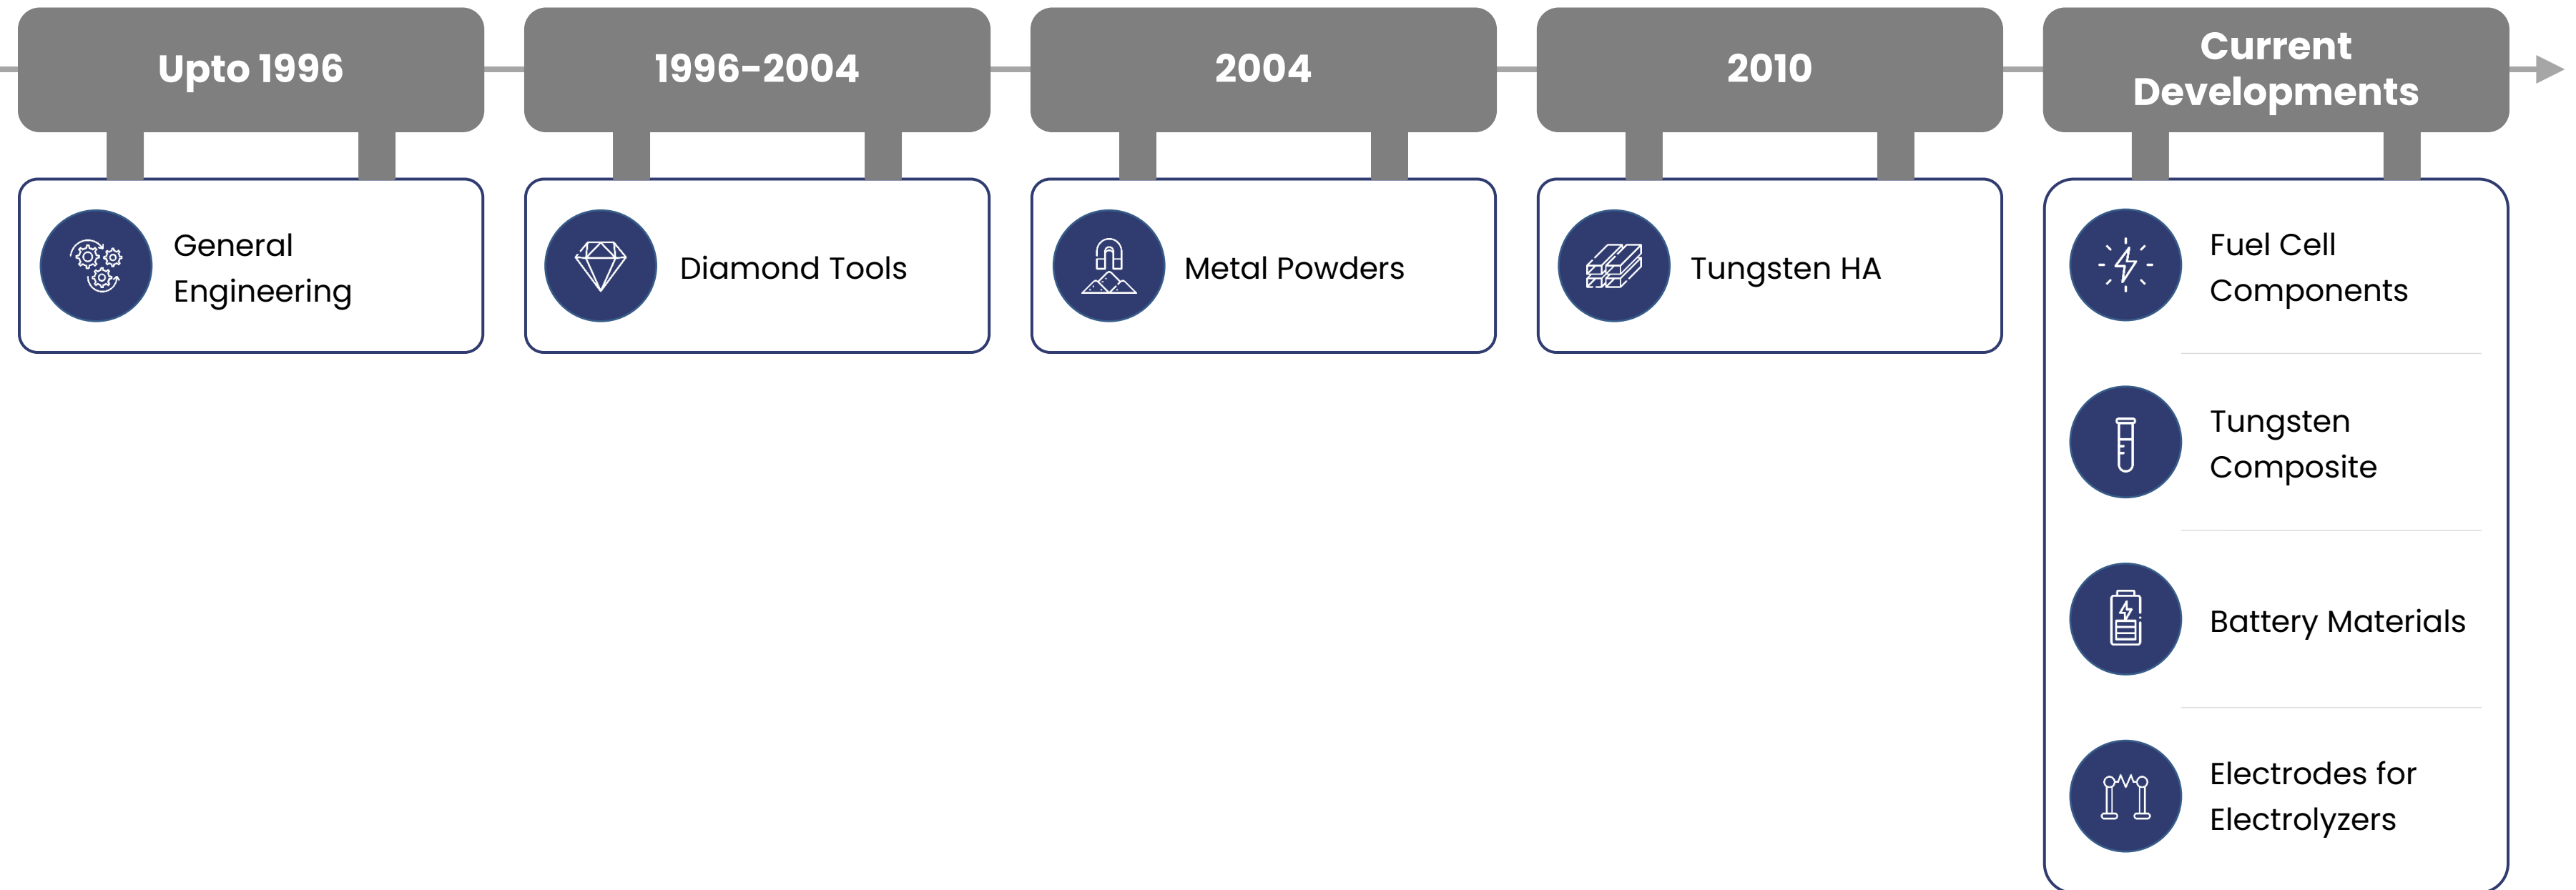 Upto 1996
General
Engineering
1996-2004
Diamond Tools
2004
Metal Powders
2010
Tungsten HA
Current
Developments
Fuel Cell
Components
Tungsten
Composite
Battery Materials
Electrodes for
Electrolyzers